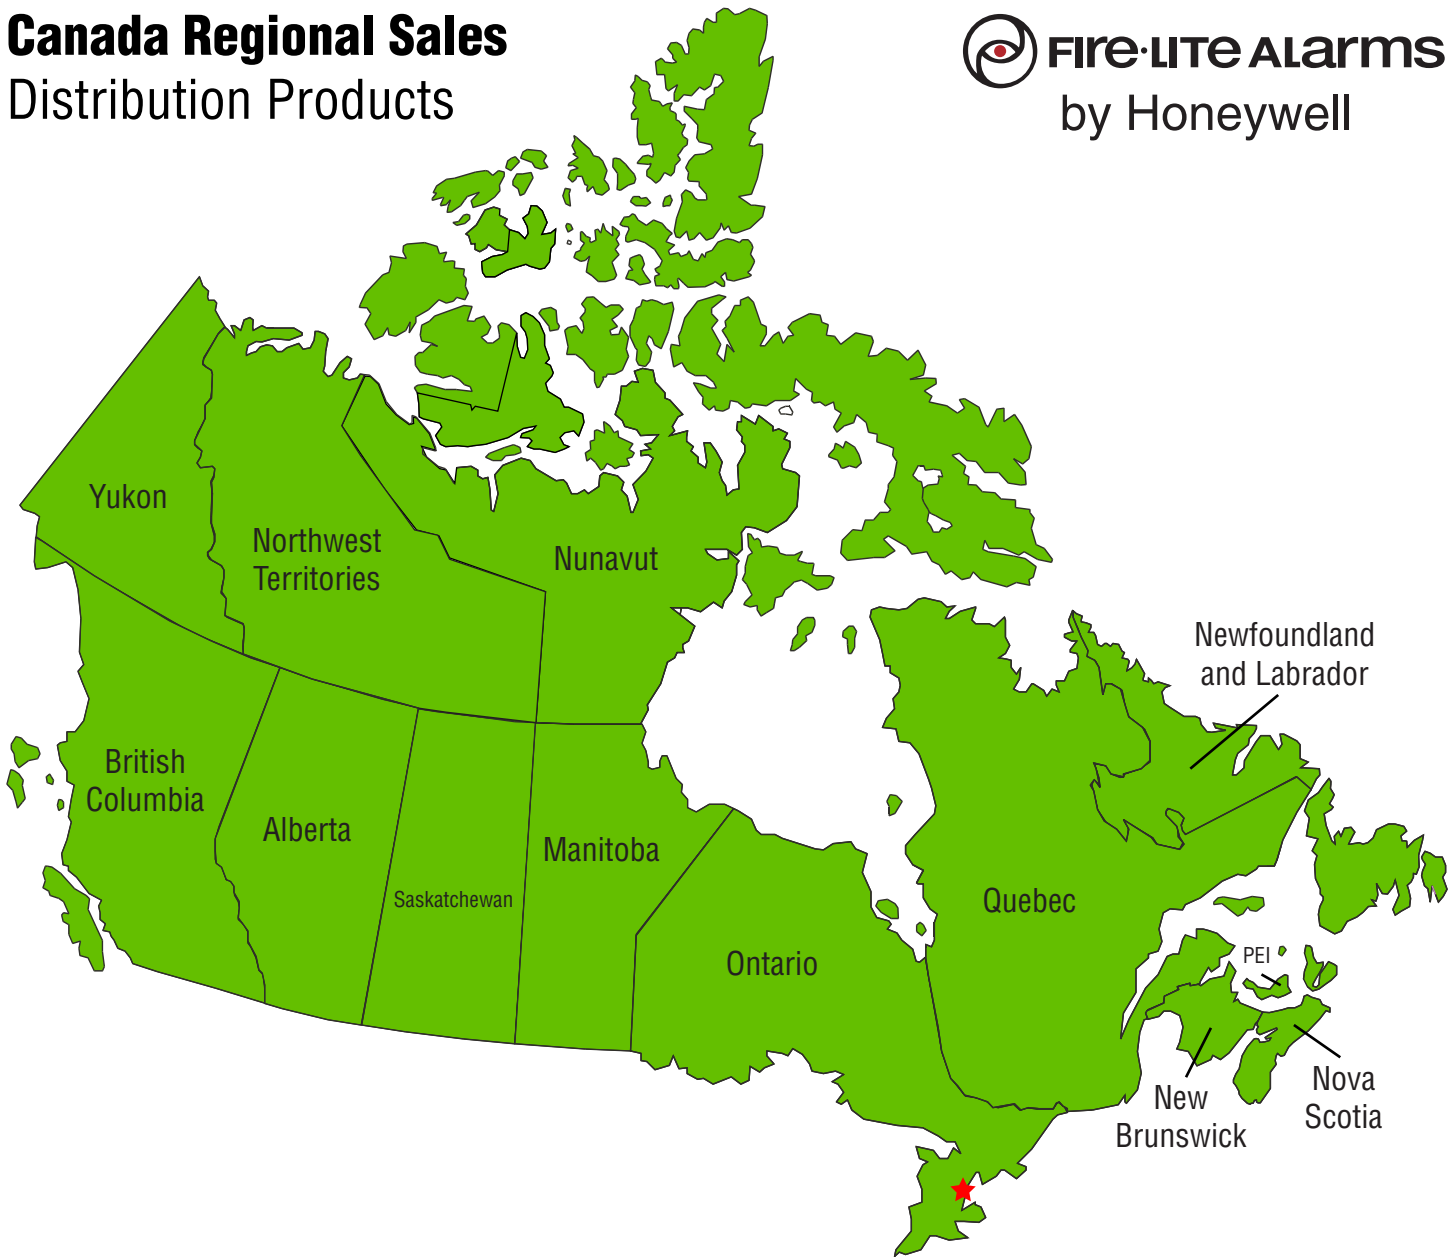 Canada Regional Sales
Distribution Products
FIRE·LITE ALARMS
by Honeywell
Yukon
Northwest
Territories
Nunavut
Newfoundland
and Labrador
British
Columbia
Alberta
Saskatchewan
Manitoba
Ontario
Quebec
PEI
Nova
Scotia
New
Brunswick